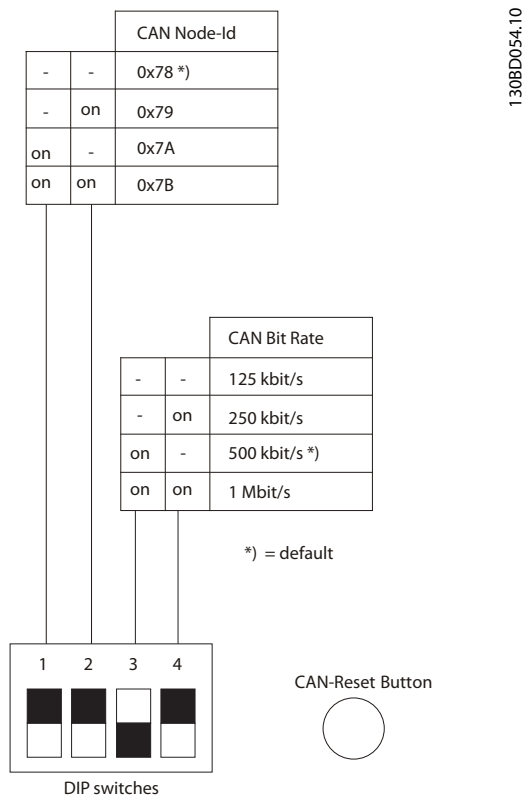 CAN Node-Id
- - 0x78 *)
- on 0x79
on - 0x7A
on on 0x7B
130BD054.10
CAN Bit Rate
- - 125 kbit/s
- on 250 kbit/s
on - 500 kbit/s *)
on on 1 Mbit/s
*) = default
1 2 3 4
CAN-Reset Button
DIP switches